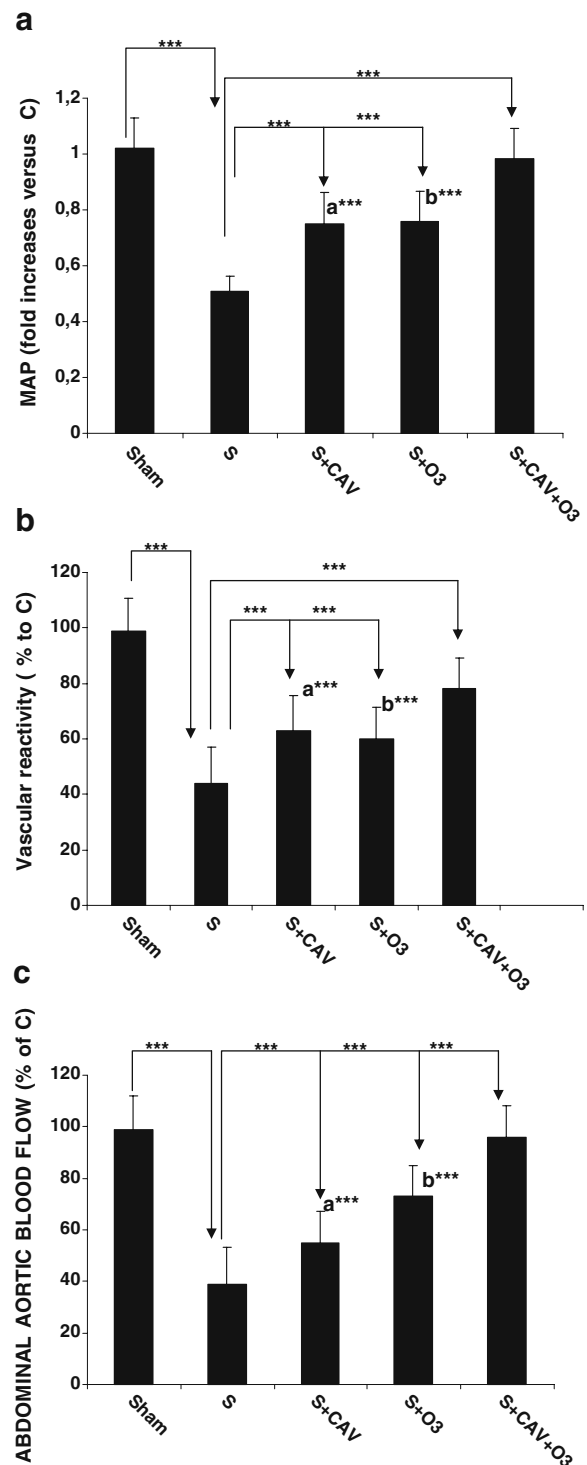 a
***
***
1,2
***
***
1
a***
b***
0,8
0,6
0,4
0,2
0
MAP (fold increases versus C)
Sham
S
S+CAV
S+O3
S+CAV+O3
b
***
***
120
***
***
100
a***
b***
80
60
40
20
0
Vascular reactivity ( % to C)
Sham
S
S+CAV
S+O3
S+CAV+O3
c
***
***
***
***
120
100
b***
80
a***
60
40
20
0
ABDOMINAL AORTIC BLOOD FLOW (% of C)
Sham
S
S+CAV
S+O3
S+CAV+O3